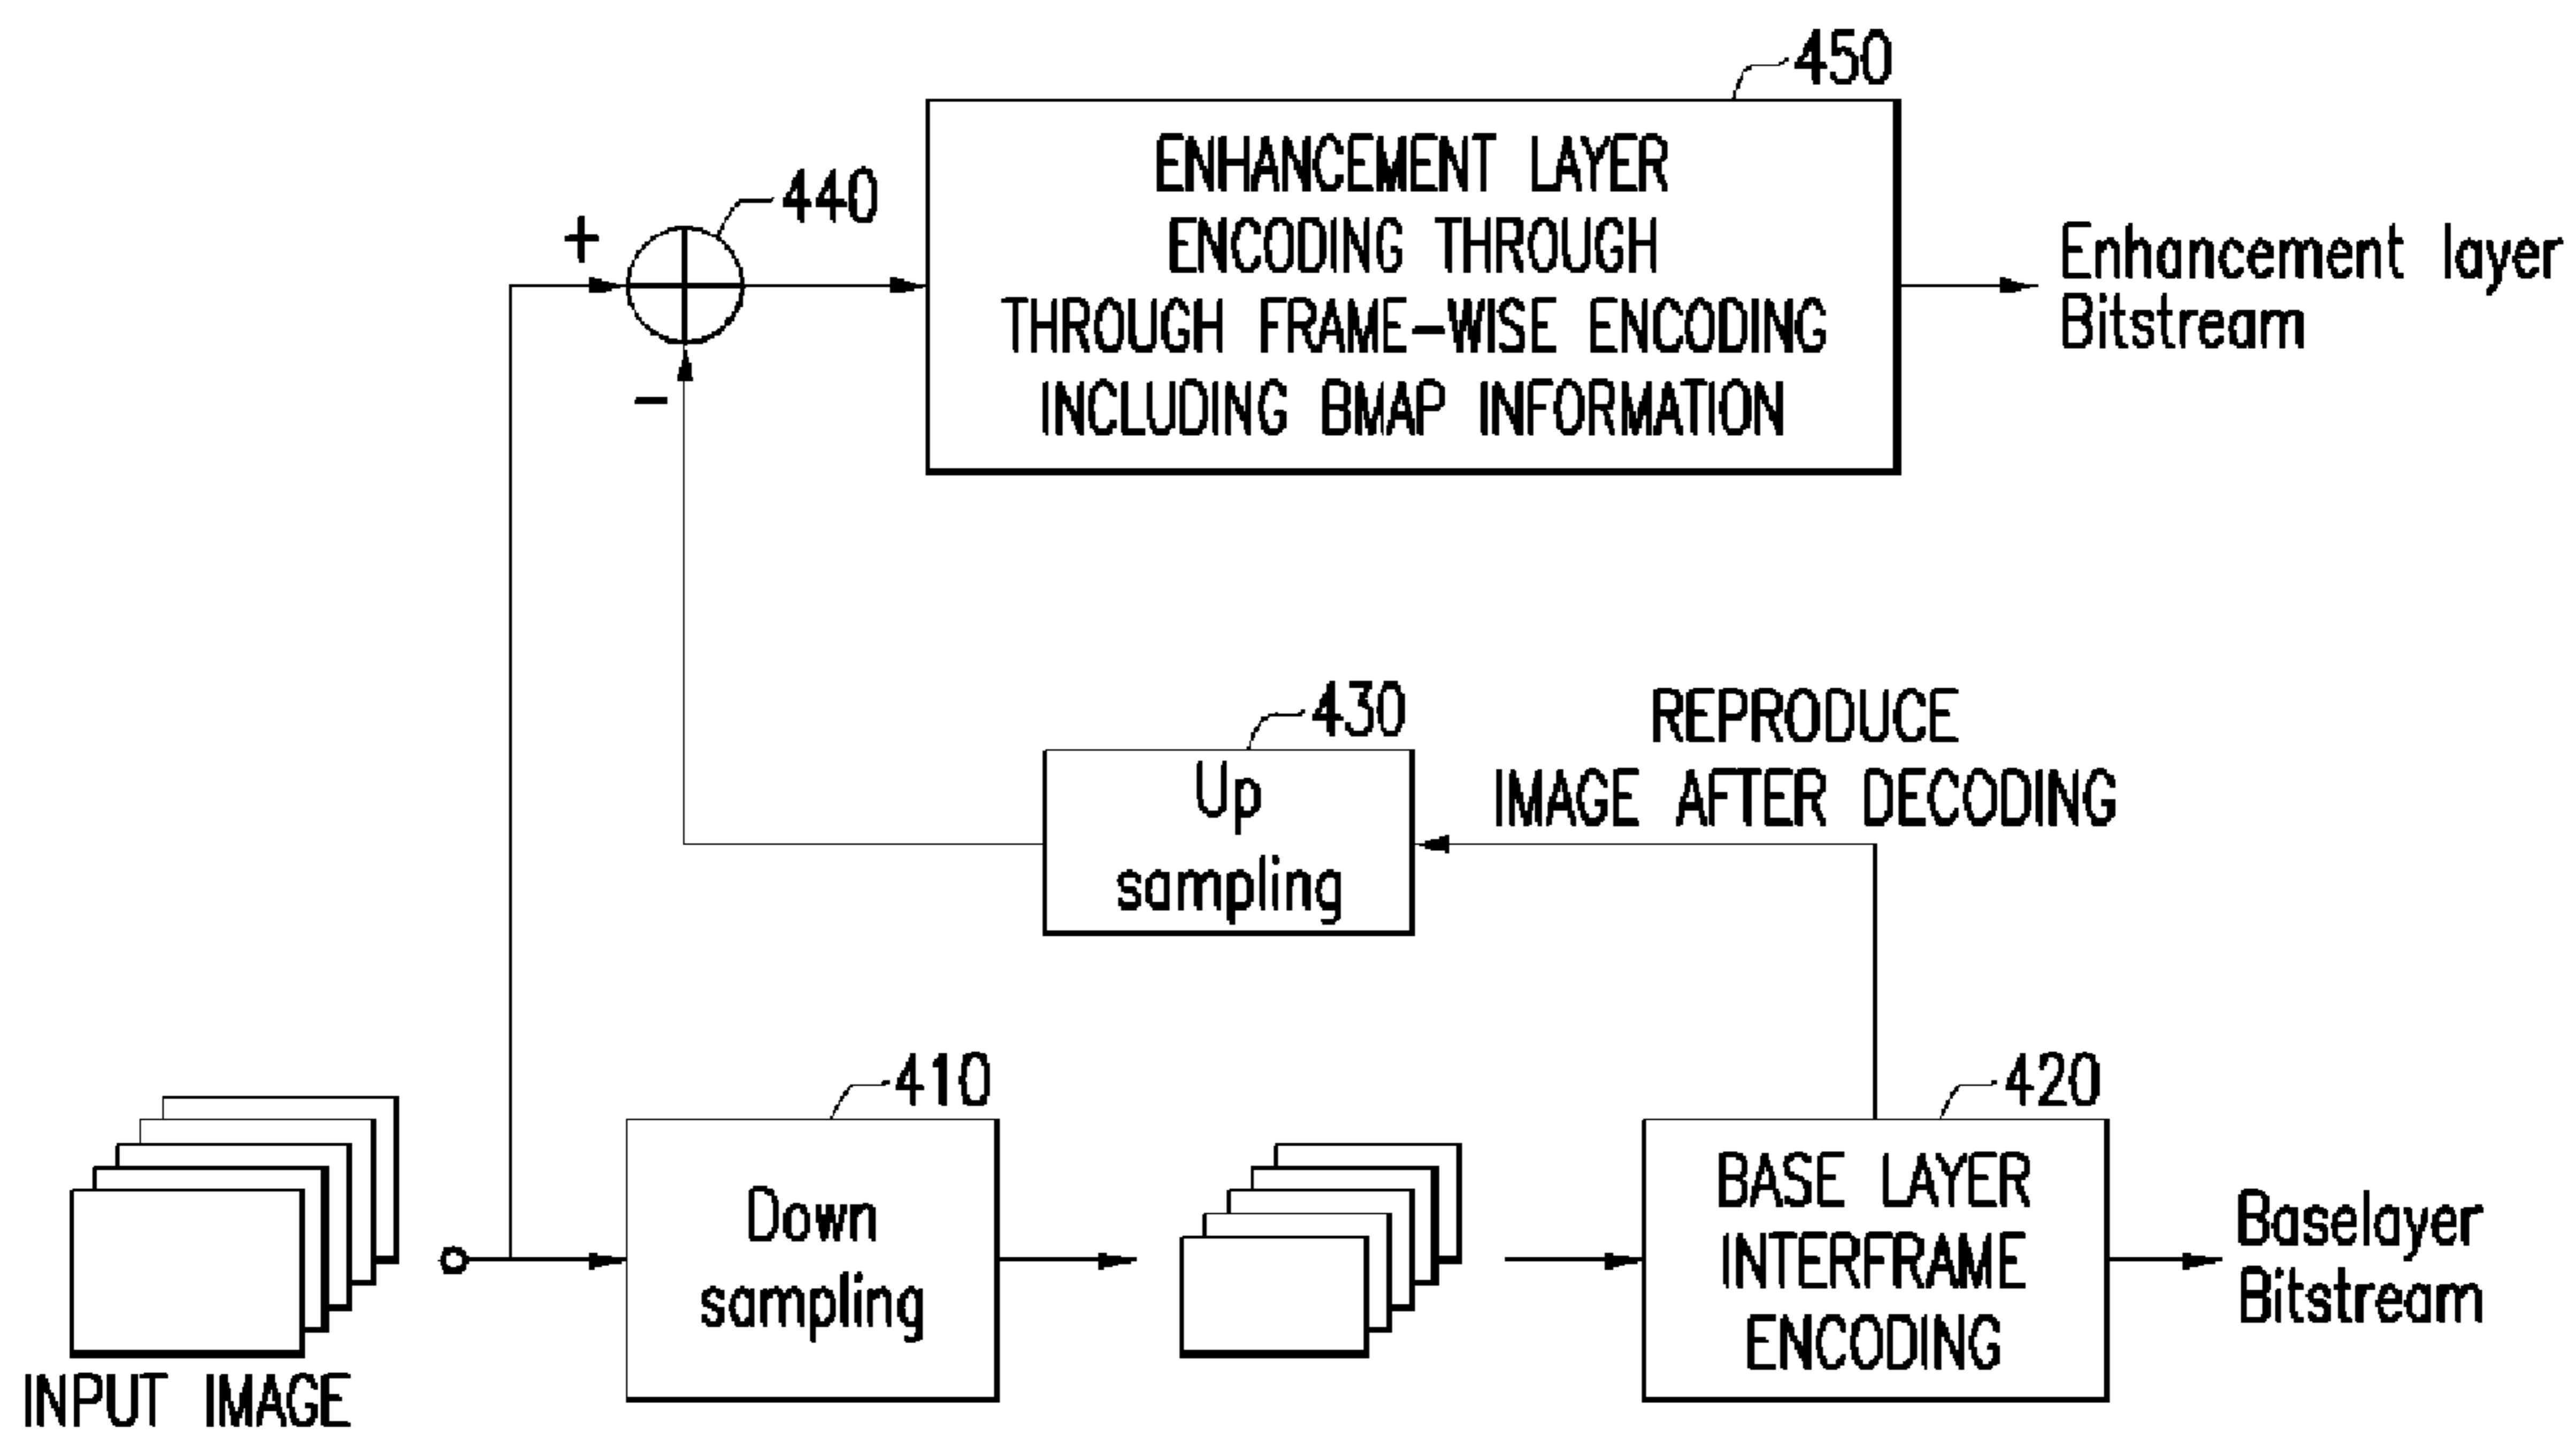 450
ENHANCEMENT LAYER
ENCODING THROUGH
THROUGH FRAME-WISE ENCODING
INCLUDING BMAP INFORMATION
440
+
-
Enhancement layer
Bitstream
430
Up
sampling
REPRODUCE
IMAGE AFTER DECODING
410
Down
sampling
420
BASE LAYER
INTERFRAME
ENCODING
Baselayer
Bitstream
INPUT IMAGE